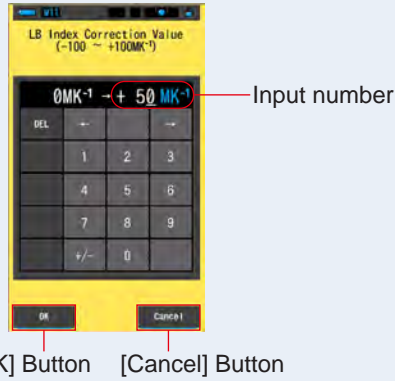 LB Index Correction Value
(-100 ~ +100MK⁻¹)
0MK⁻¹ → + 50 MK⁻¹
Input number
DEL ← →
1 2 3
4 5 6
7 8 9
+/- 0
OK Cancel
K] Button [Cancel] Button